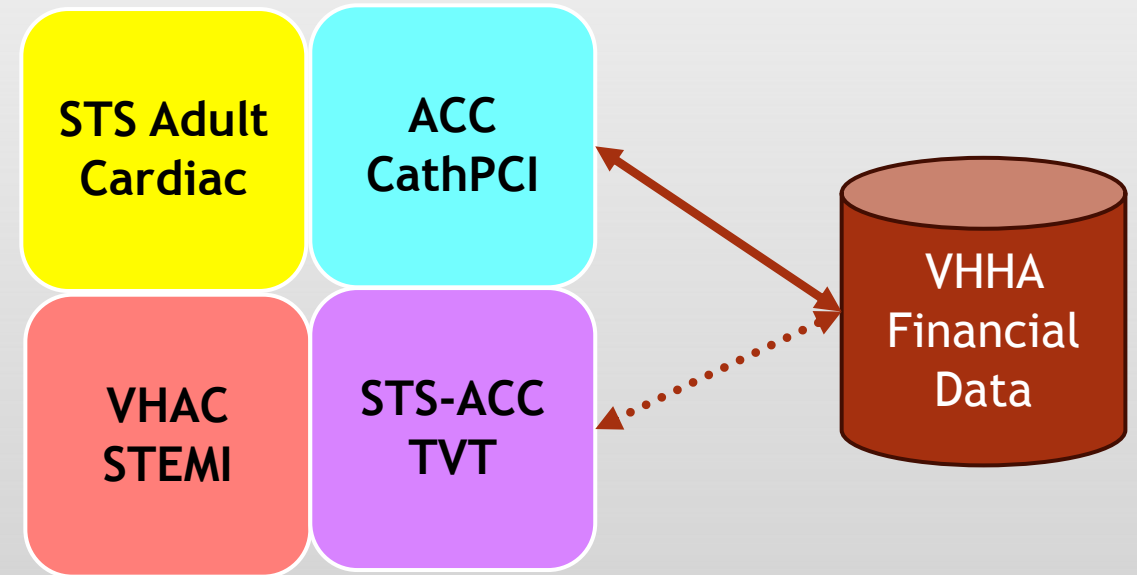 STS Adult
Cardiac
ACC
CathPCI
VHAC
STEMI
STS-ACC
TVT
VHHA
Financial
Data